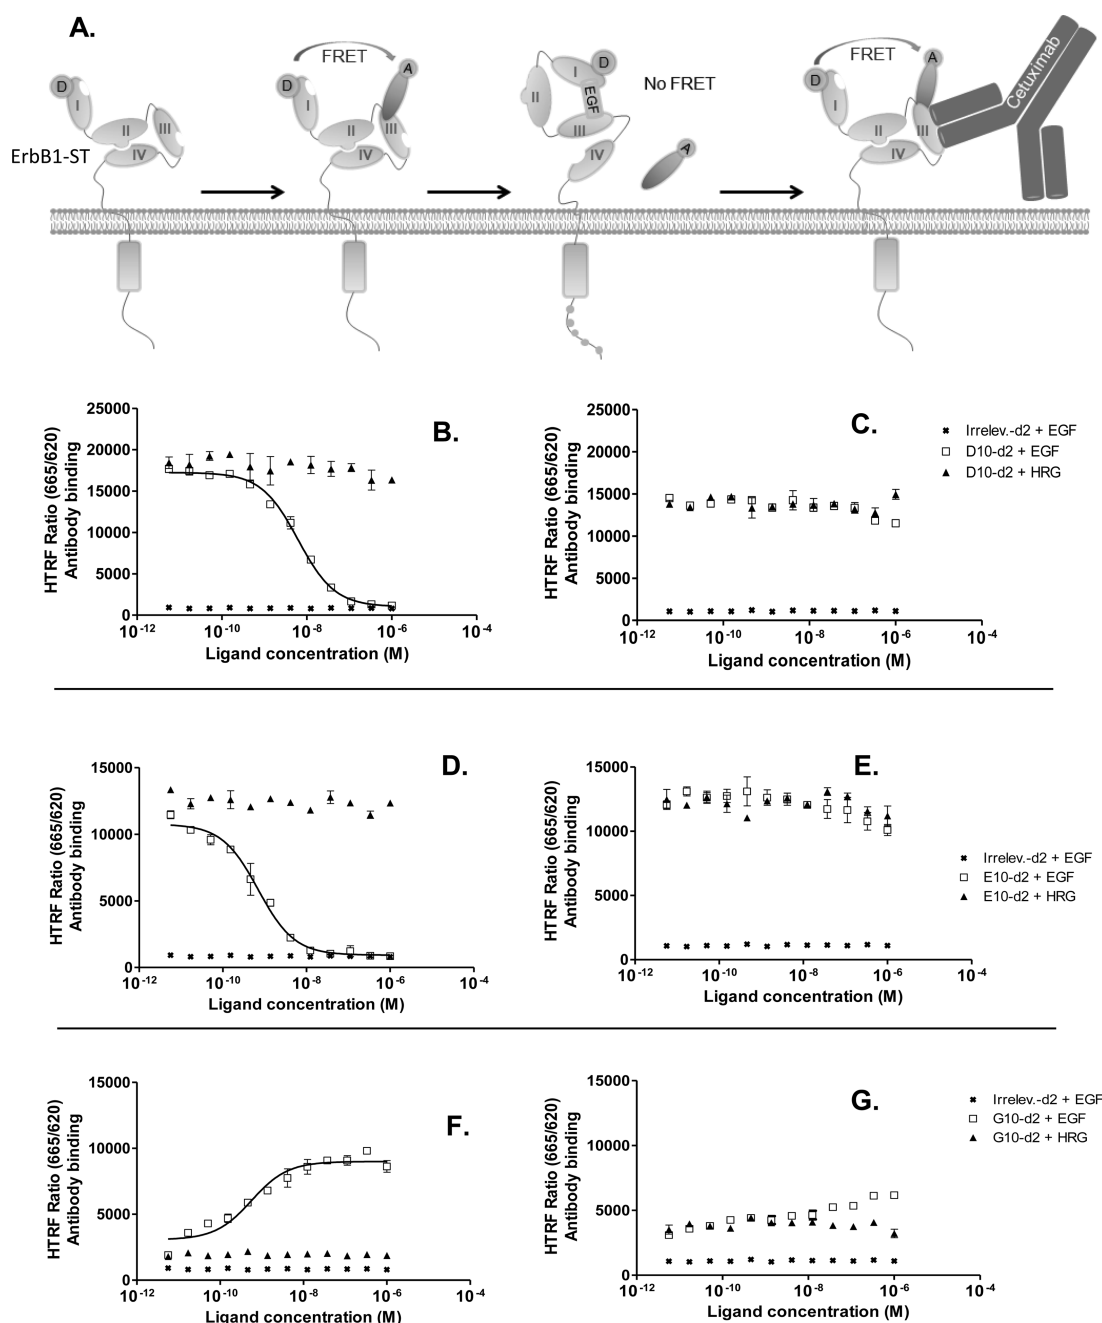 A.
FRET
FRET
No FRET
Cetuximab
D
I
II
III
IV
D
A
I
II
III
IV
D
I
II
EGF
III
IV
A
D
A
I
II
III
IV
ErbB1-ST
B.
HTRF Ratio (665/620)
Antibody binding
25000
20000
15000
10000
5000
0
10-12
10-10
10-8
10-6
10-4
Ligand concentration (M)
C.
HTRF Ratio (665/620)
Antibody binding
25000
20000
15000
10000
5000
0
10-12
10-10
10-8
10-6
10-4
Ligand concentration (M)
Irrelev.-d2 + EGF
D10-d2 + EGF
D10-d2 + HRG
D.
HTRF Ratio (665/620)
Antibody binding
15000
10000
5000
0
10-12
10-10
10-8
10-6
10-4
Ligand concentration (M)
E.
HTRF Ratio (665/620)
Antibody binding
15000
10000
5000
0
10-12
10-10
10-8
10-6
10-4
Ligand concentration (M)
Irrelev.-d2 + EGF
E10-d2 + EGF
E10-d2 + HRG
F.
HTRF Ratio (665/620)
Antibody binding
15000
10000
5000
0
10-12
10-10
10-8
10-6
10-4
Ligand concentration (M)
G.
HTRF Ratio (665/620)
Antibody binding
15000
10000
5000
0
10-12
10-10
10-8
10-6
10-4
Ligand concentration (M)
Irrelev.-d2 + EGF
G10-d2 + EGF
G10-d2 + HRG